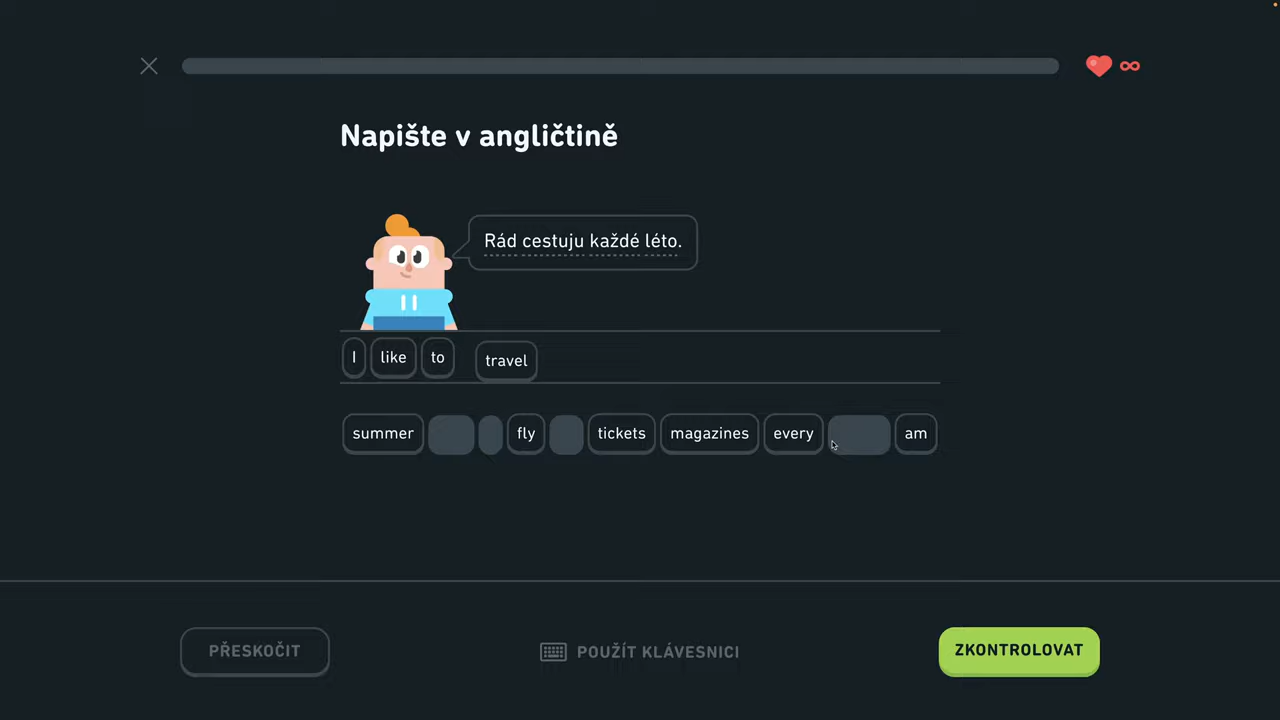 Napište v angličtině
Rád cestuju každé léto.
I like to travel
summer fly tickets magazines every am
PŘESKOČIT POUŽÍT KLÁVESNICI ZKONTROLOVAT